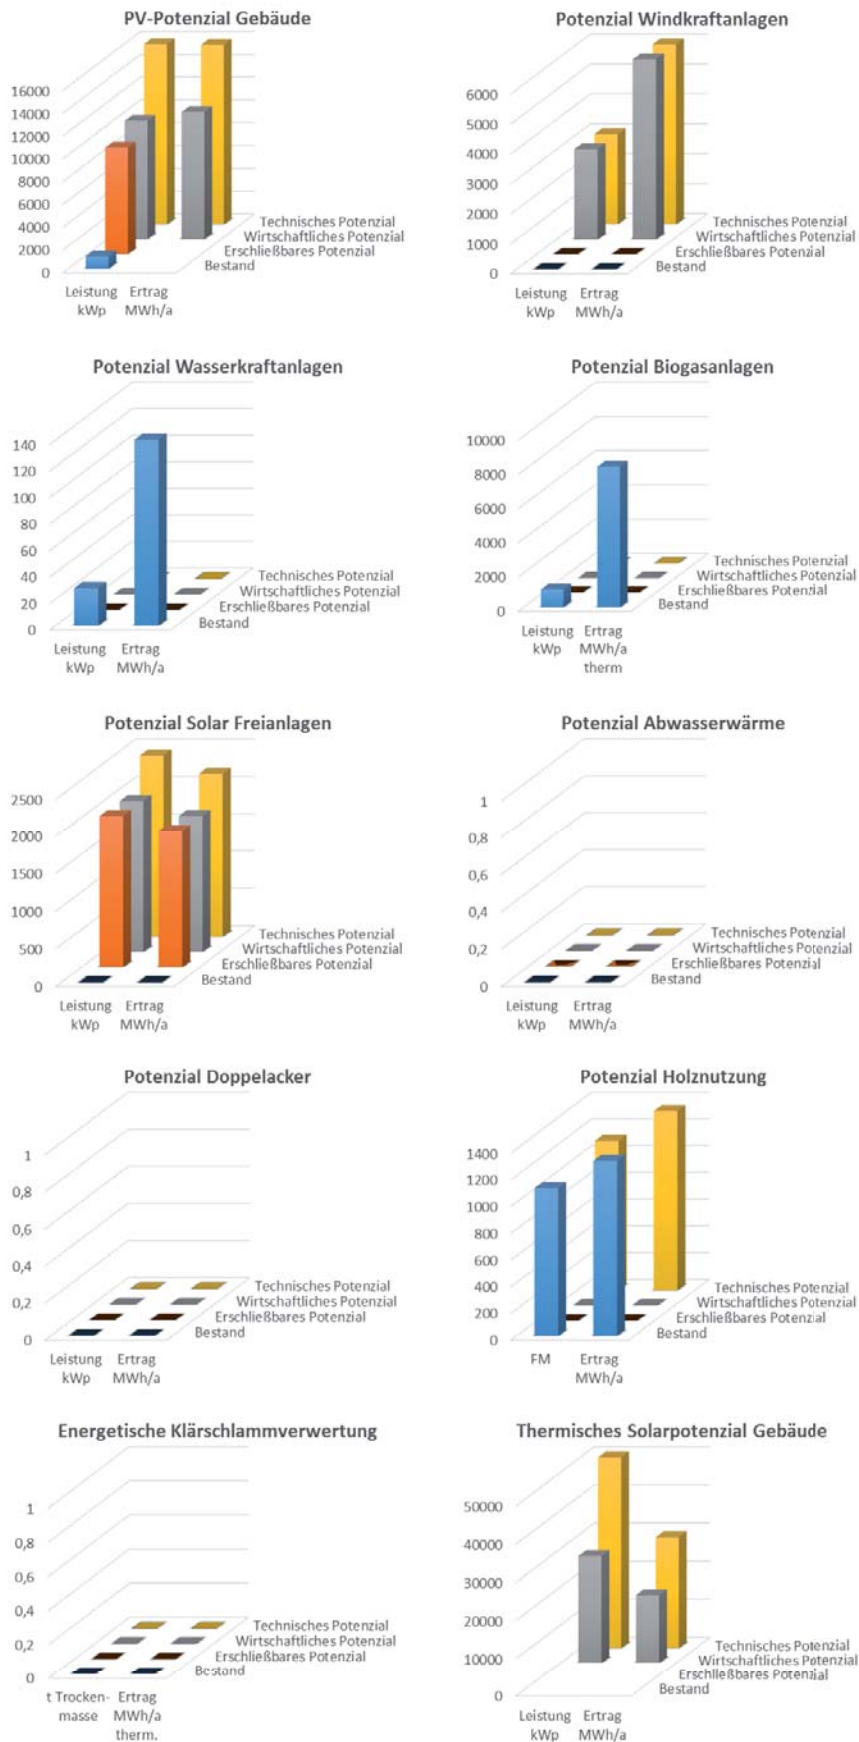 PV-Potenzial Gebäude
16000
14000
12000
10000
8000
6000
4000
2000
0
Technisches Potenzial
Wirtschaftliches Potenzial
Erschließbares Potenzial
Bestand
Leistung Ertrag
kWp MWh/a
Potenzial Windkraftanlagen
6000
5000
4000
3000
2000
1000
0
Technisches Potenzial
Wirtschaftliches Potenzial
Erschließbares Potenzial
Bestand
Leistung Ertrag
kWp MWh/a
Potenzial Wasserkraftanlagen
140
120
100
80
60
40
20
0
Technisches Potenzial
Wirtschaftliches Potenzial
Erschließbares Potenzial
Bestand
Leistung Ertrag
kWp MWh/a
Potenzial Biogasanlagen
10000
8000
6000
4000
2000
0
Technisches Potenzial
Wirtschaftliches Potenzial
Erschließbares Potenzial
Bestand
Leistung Ertrag
kWp MWh/a
therm
Potenzial Solar Freianlagen
2500
2000
1500
1000
500
0
Technisches Potenzial
Wirtschaftliches Potenzial
Erschließbares Potenzial
Bestand
Leistung Ertrag
kWp MWh/a
Potenzial Abwasserwärme
1
0,8
0,6
0,4
0,2
0
Technisches Potenzial
Wirtschaftliches Potenzial
Erschließbares Potenzial
Bestand
Leistung Ertrag
kWp MWh/a
Potenzial Doppelacker
1
0,8
0,6
0,4
0,2
0
Technisches Potenzial
Wirtschaftliches Potenzial
Erschließbares Potenzial
Bestand
Leistung Ertrag
kWp MWh/a
Potenzial Holznutzung
1400
1200
1000
800
600
400
200
0
Technisches Potenzial
Wirtschaftliches Potenzial
Erschließbares Potenzial
Bestand
FM Ertrag
MWh/a
Energetische Klärschlammverwertung
1
0,8
0,6
0,4
0,2
0
Technisches Potenzial
Wirtschaftliches Potenzial
Erschließbares Potenzial
Bestand
t Trocken- Ertrag
masse MWh/a
therm.
Thermisches Solarpotenzial Gebäude
50000
40000
30000
20000
10000
0
Technisches Potenzial
Wirtschaftliches Potenzial
Erschließbares Potenzial
Bestand
Leistung Ertrag
kWp MWh/a